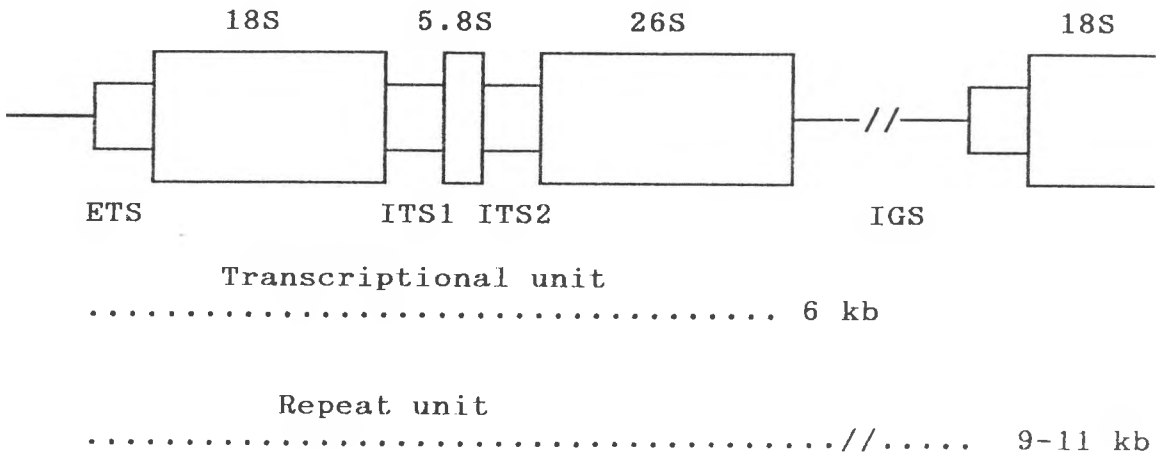 18S 5.8S 26S 18S
//
ETS ITS1 ITS2 IGS
Transcriptional unit
..................................... 6 kb
Repeat unit
........................................//..... 9-11 kb